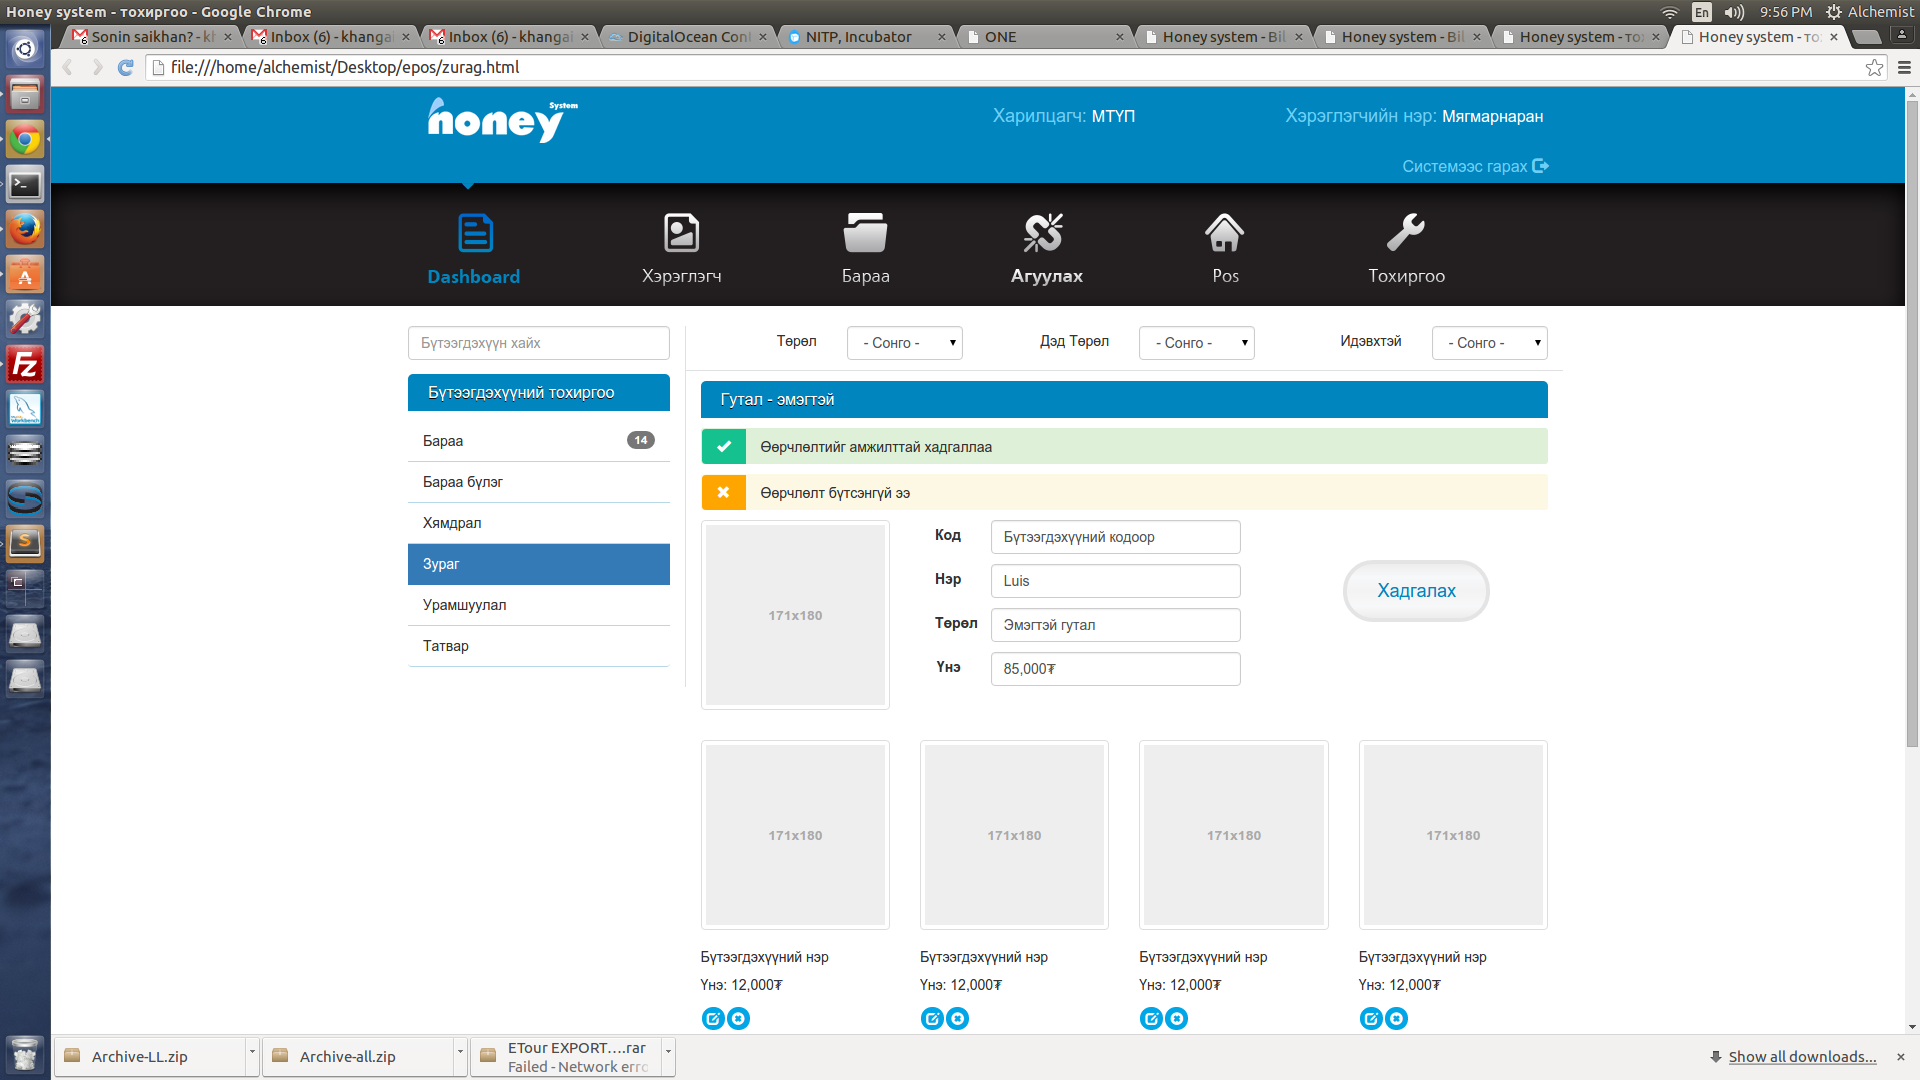 Honey system - тохиргоо - Google Chrome
En 9:56 PM Alchemist
Sonin saikhan? - kh Inbox (6) - khangai Inbox (6) - khangai DigitalOcean Cont NITP, Incubator ONE Honey system - Bil Honey system - Bil Honey system - то Honey system - то
file:///home/alchemist/Desktop/epos/zurag.html
honey System
Харилцагч: МТҮП
Хэрэглэгчийн нэр: Мягмарнаран
Системээс гарах
Dashboard Хэрэглэгч Бараа Агуулах Pos Тохиргоо
Бүтээгдэхүүн хайх
Төрөл - Сонго - Дэд Төрөл - Сонго - Идэвхтэй - Сонго -
Бүтээгдэхүүний тохиргоо
Бараа 14
Бараа бүлэг
Хямдрал
Зураг
Урамшуулал
Татвар
Гутал - эмэгтэй
Өөрчлөлтийг амжилттай хадгаллаа
Өөрчлөлт бүтсэнгүй ээ
171x180
Код Бүтээгдэхүүний кодоор
Нэр Luis
Төрөл Эмэгтэй гутал
Үнэ 85,000₮
Хадгалах
171x180 171x180 171x180 171x180
Бүтээгдэхүүний нэр Бүтээгдэхүүний нэр Бүтээгдэхүүний нэр Бүтээгдэхүүний нэр
Үнэ: 12,000₮ Үнэ: 12,000₮ Үнэ: 12,000₮ Үнэ: 12,000₮
Archive-LL.zip Archive-all.zip ETour EXPORT....rar
Failed - Network erro
Show all downloads...